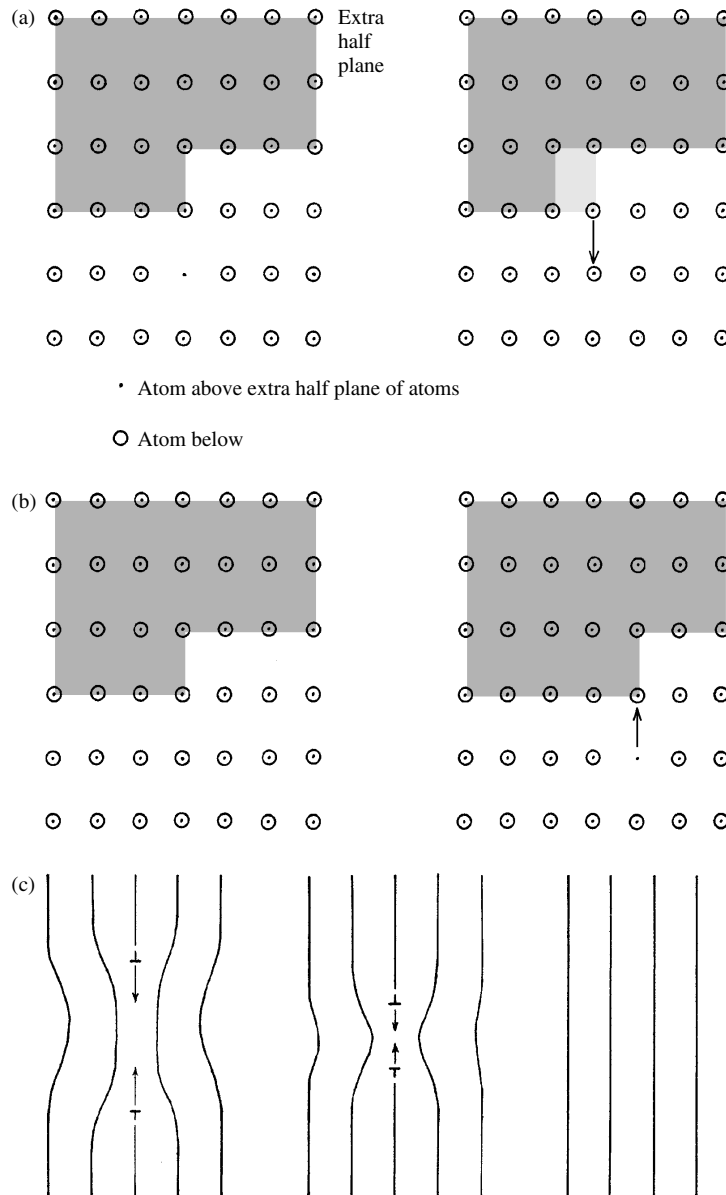 (a)
Extra
half
plane
Atom above extra half plane of atoms
Atom below
(b)
(c)